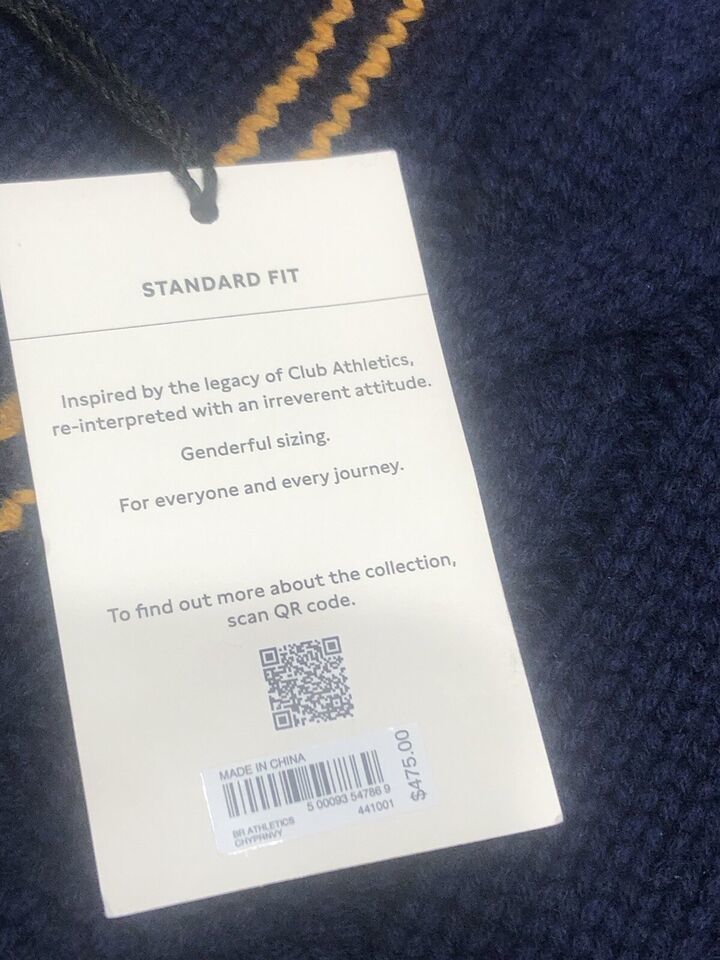 STANDARD FIT
Inspired by the legacy of Club Athletics,
re-interpreted with an irreverent attitude.
Genderful sizing.
For everyone and every journey.
To find out more about the collection,
scan QR code.
MADE IN CHINA
5 00093 54786 9
441001
BR ATHLETICS
CHYPRNVY
$475.00